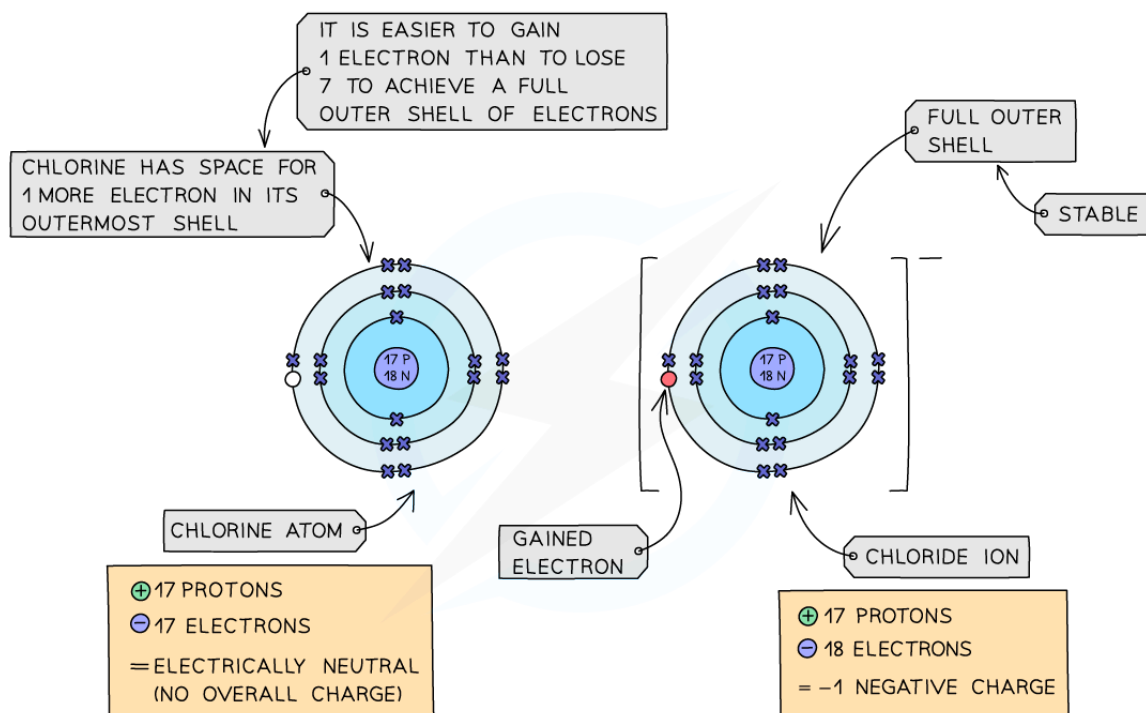 IT IS EASIER TO GAIN
1 ELECTRON THAN TO LOSE
7 TO ACHIEVE A FULL
OUTER SHELL OF ELECTRONS
CHLORINE HAS SPACE FOR
1 MORE ELECTRON IN ITS
OUTERMOST SHELL
FULL OUTER
SHELL
STABLE
17 P
18 N
17 P
18 N
–
CHLORINE ATOM
GAINED
ELECTRON
CHLORIDE ION
+ 17 PROTONS
– 17 ELECTRONS
= ELECTRICALLY NEUTRAL
(NO OVERALL CHARGE)
+ 17 PROTONS
– 18 ELECTRONS
= –1 NEGATIVE CHARGE